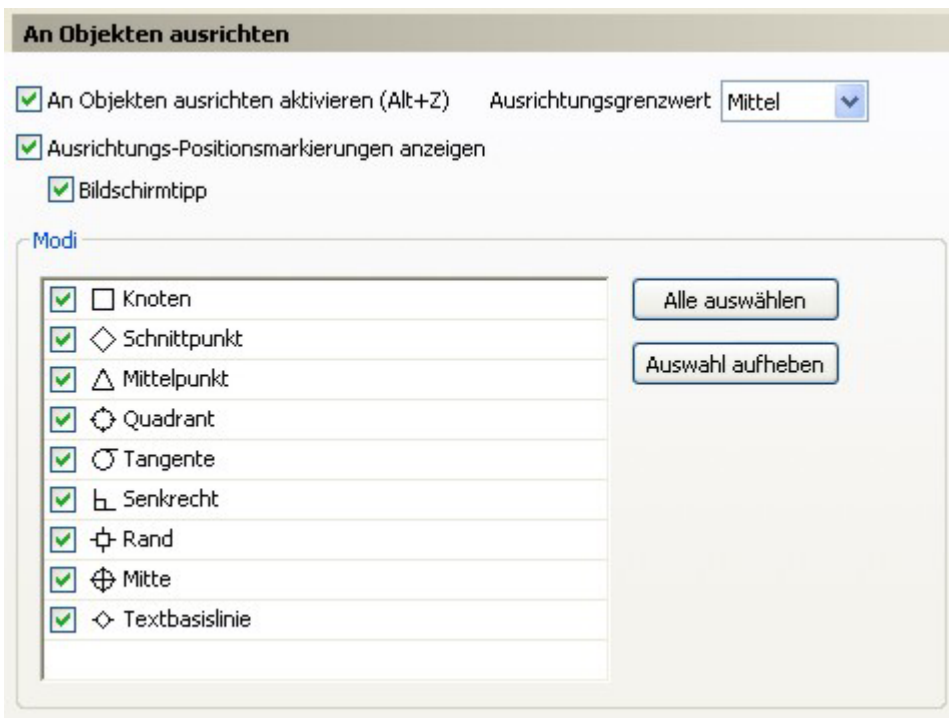 An Objekten ausrichten
An Objekten ausrichten aktivieren (Alt+Z) Ausrichtungsgrenzwert Mittel
Ausrichtungs-Positionsmarkierungen anzeigen
Bildschirmtipp
Modi
Knoten
Schnittpunkt
Mittelpunkt
Quadrant
Tangente
Senkrecht
Rand
Mitte
Textbasislinie
Alle auswählen
Auswahl aufheben